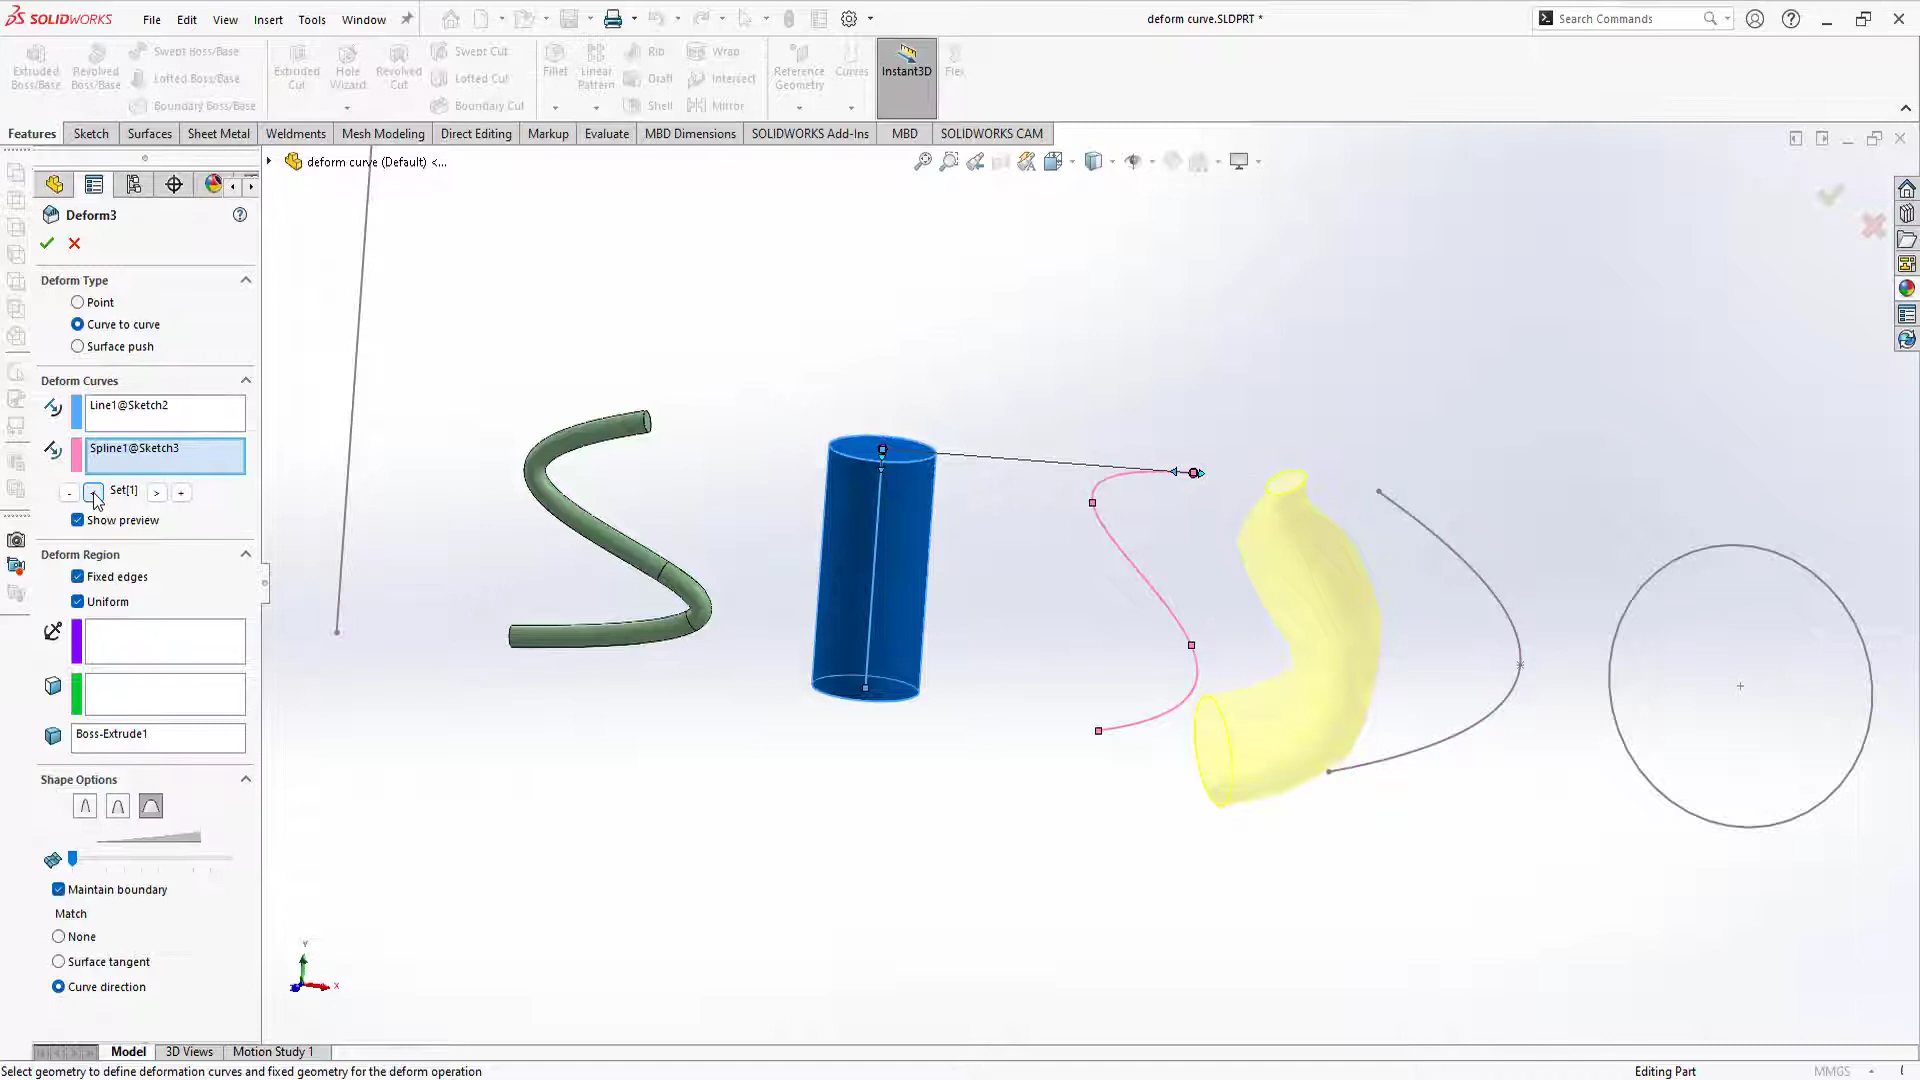 SOLIDWORKS File Edit View Insert Tools Window deform curve.SLDPRT * Search Commands
Extruded Boss/Base
Revolved Boss/Base
Swept Boss/Base
Lofted Boss/Base
Boundary Boss/Base
Extruded Cut
Hole Wizard
Revolved Cut
Swept Cut
Lofted Cut
Boundary Cut
Fillet
Linear Pattern
Rib
Draft
Shell
Wrap
Intersect
Mirror
Reference Geometry
Curves
Instant3D
Flex
Features Sketch Surfaces Sheet Metal Weldments Mesh Modeling Direct Editing Markup Evaluate MBD Dimensions SOLIDWORKS Add-Ins MBD SOLIDWORKS CAM
deform curve (Default) <...
Deform3
Deform Type
Point
Curve to curve
Surface push
Deform Curves
Line1@Sketch2
Spline1@Sketch3
- < Set[1] > +
Show preview
Deform Region
Fixed edges
Uniform
Boss-Extrude1
Shape Options
Maintain boundary
Match
None
Surface tangent
Curve direction
Y
X
Model 3D Views Motion Study 1
Select geometry to define deformation curves and fixed geometry for the deform operation Editing Part MMGS